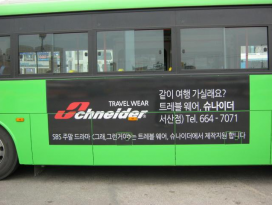 TRAVEL WEAR
Schneider
같이 여행 가실래요?
트레블 웨어, 슈나이더
서산점) Tel, 664 - 7071
SBS 주말 드라마 〈그래,그런거야〉는 트레블 웨어, 슈나이더에서 제작지원 합니다